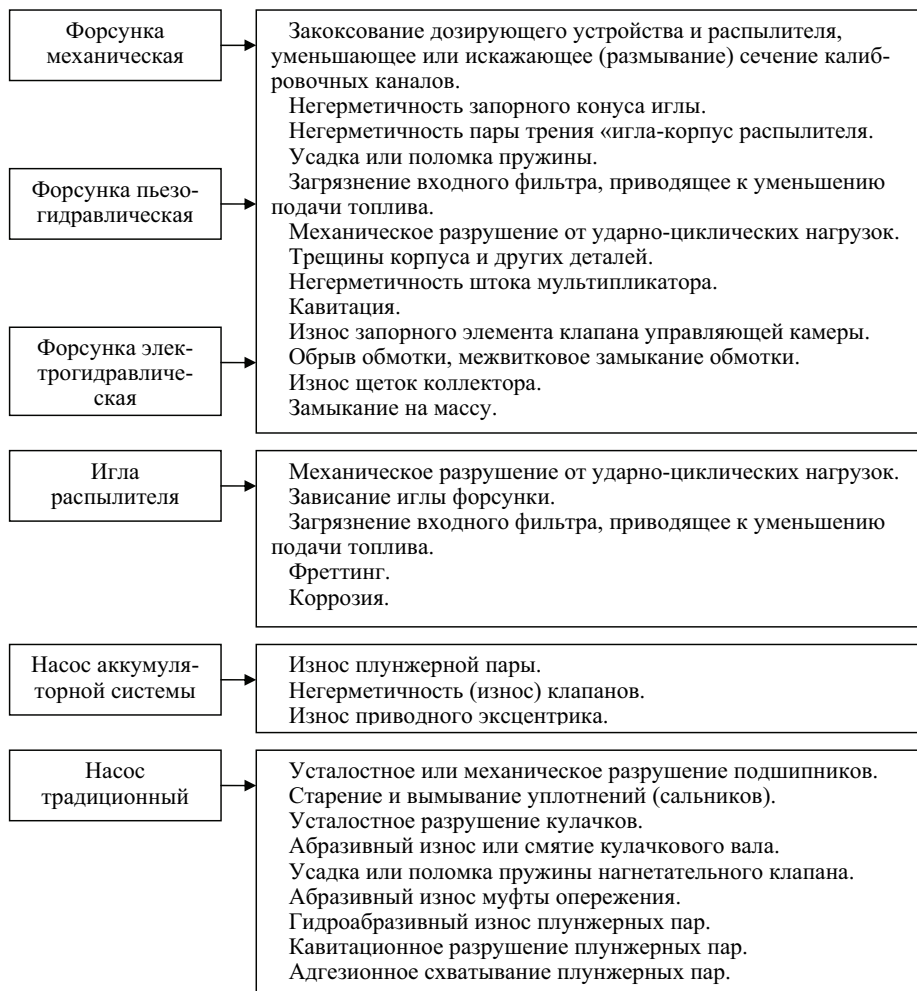 Форсунка
механическая
Закоксование дозирующего устройства и распылителя,
уменьшающее или искажающее (размывание) сечение калиб-
ровочных каналов.
Негерметичность запорного конуса иглы.
Негерметичность пары трения «игла-корпус распылителя.
Усадка или поломка пружины.
Форсунка пьезо-
гидравлическая
Загрязнение входного фильтра, приводящее к уменьшению
подачи топлива.
Механическое разрушение от ударно-циклических нагрузок.
Трещины корпуса и других деталей.
Негерметичность штока мультипликатора.
Кавитация.
Форсунка элек-
трогидравличе-
ская
Износ запорного элемента клапана управляющей камеры.
Обрыв обмотки, межвитковое замыкание обмотки.
Износ щеток коллектора.
Замыкание на массу.
Игла
распылителя
Механическое разрушение от ударно-циклических нагрузок.
Зависание иглы форсунки.
Загрязнение входного фильтра, приводящее к уменьшению
подачи топлива.
Фреттинг.
Коррозия.
Насос аккумуля-
торной системы
Износ плунжерной пары.
Негерметичность (износ) клапанов.
Износ приводного эксцентрика.
Насос
традиционный
Усталостное или механическое разрушение подшипников.
Старение и вымывание уплотнений (сальников).
Усталостное разрушение кулачков.
Абразивный износ или смятие кулачкового вала.
Усадка или поломка пружины нагнетательного клапана.
Абразивный износ муфты опережения.
Гидроабразивный износ плунжерных пар.
Кавитационное разрушение плунжерных пар.
Адгезионное схватывание плунжерных пар.